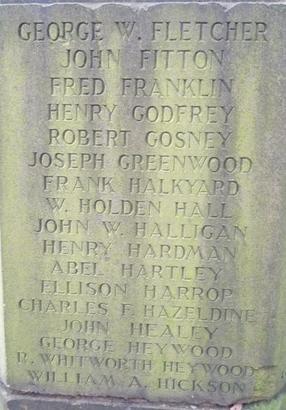 GEORGE W. FLETCHER
JOHN FITTON
FRED FRANKLIN
HENRY GODFREY
ROBERT GOSNEY
JOSEPH GREENWOOD
FRANK HALKYARD
W. HOLDEN HALL
JOHN W. HALLIGAN
HENRY HARDMAN
ABEL HARTLEY
ELLISON HARROP
CHARLES F. HAZELDINE
JOHN HEALEY
GEORGE HEYWOOD
R. WHITWORTH HEYWOOD
WILLIAM A. HICKSON